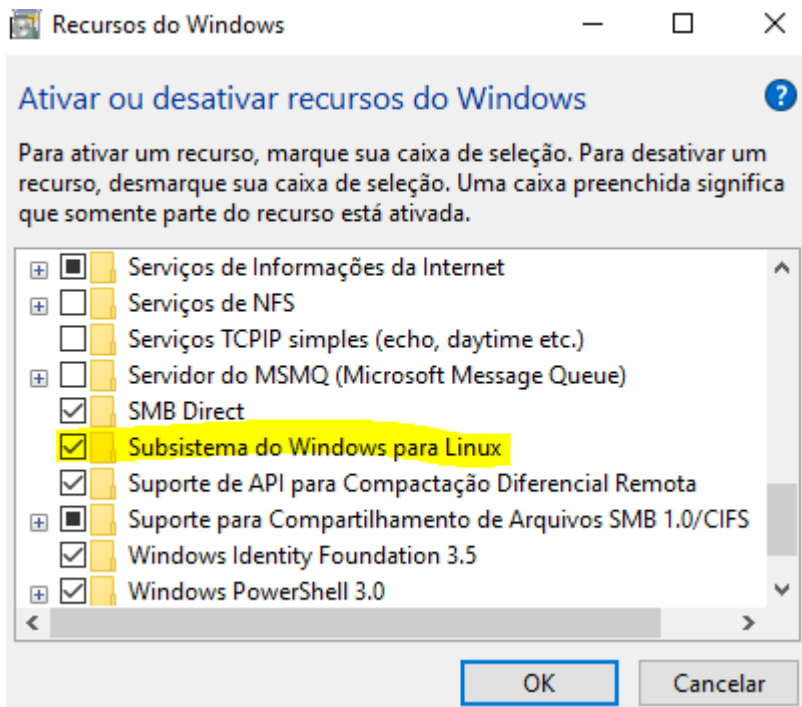 Recursos do Windows
Ativar ou desativar recursos do Windows
?
Para ativar um recurso, marque sua caixa de seleção. Para desativar um
recurso, desmarque sua caixa de seleção. Uma caixa preenchida significa
que somente parte do recurso está ativada.
Serviços de Informações da Internet
Serviços de NFS
Serviços TCPIP simples (echo, daytime etc.)
Servidor do MSMQ (Microsoft Message Queue)
SMB Direct
Subsistema do Windows para Linux
Suporte de API para Compactação Diferencial Remota
Suporte para Compartilhamento de Arquivos SMB 1.0/CIFS
Windows Identity Foundation 3.5
Windows PowerShell 3.0
OK
Cancelar